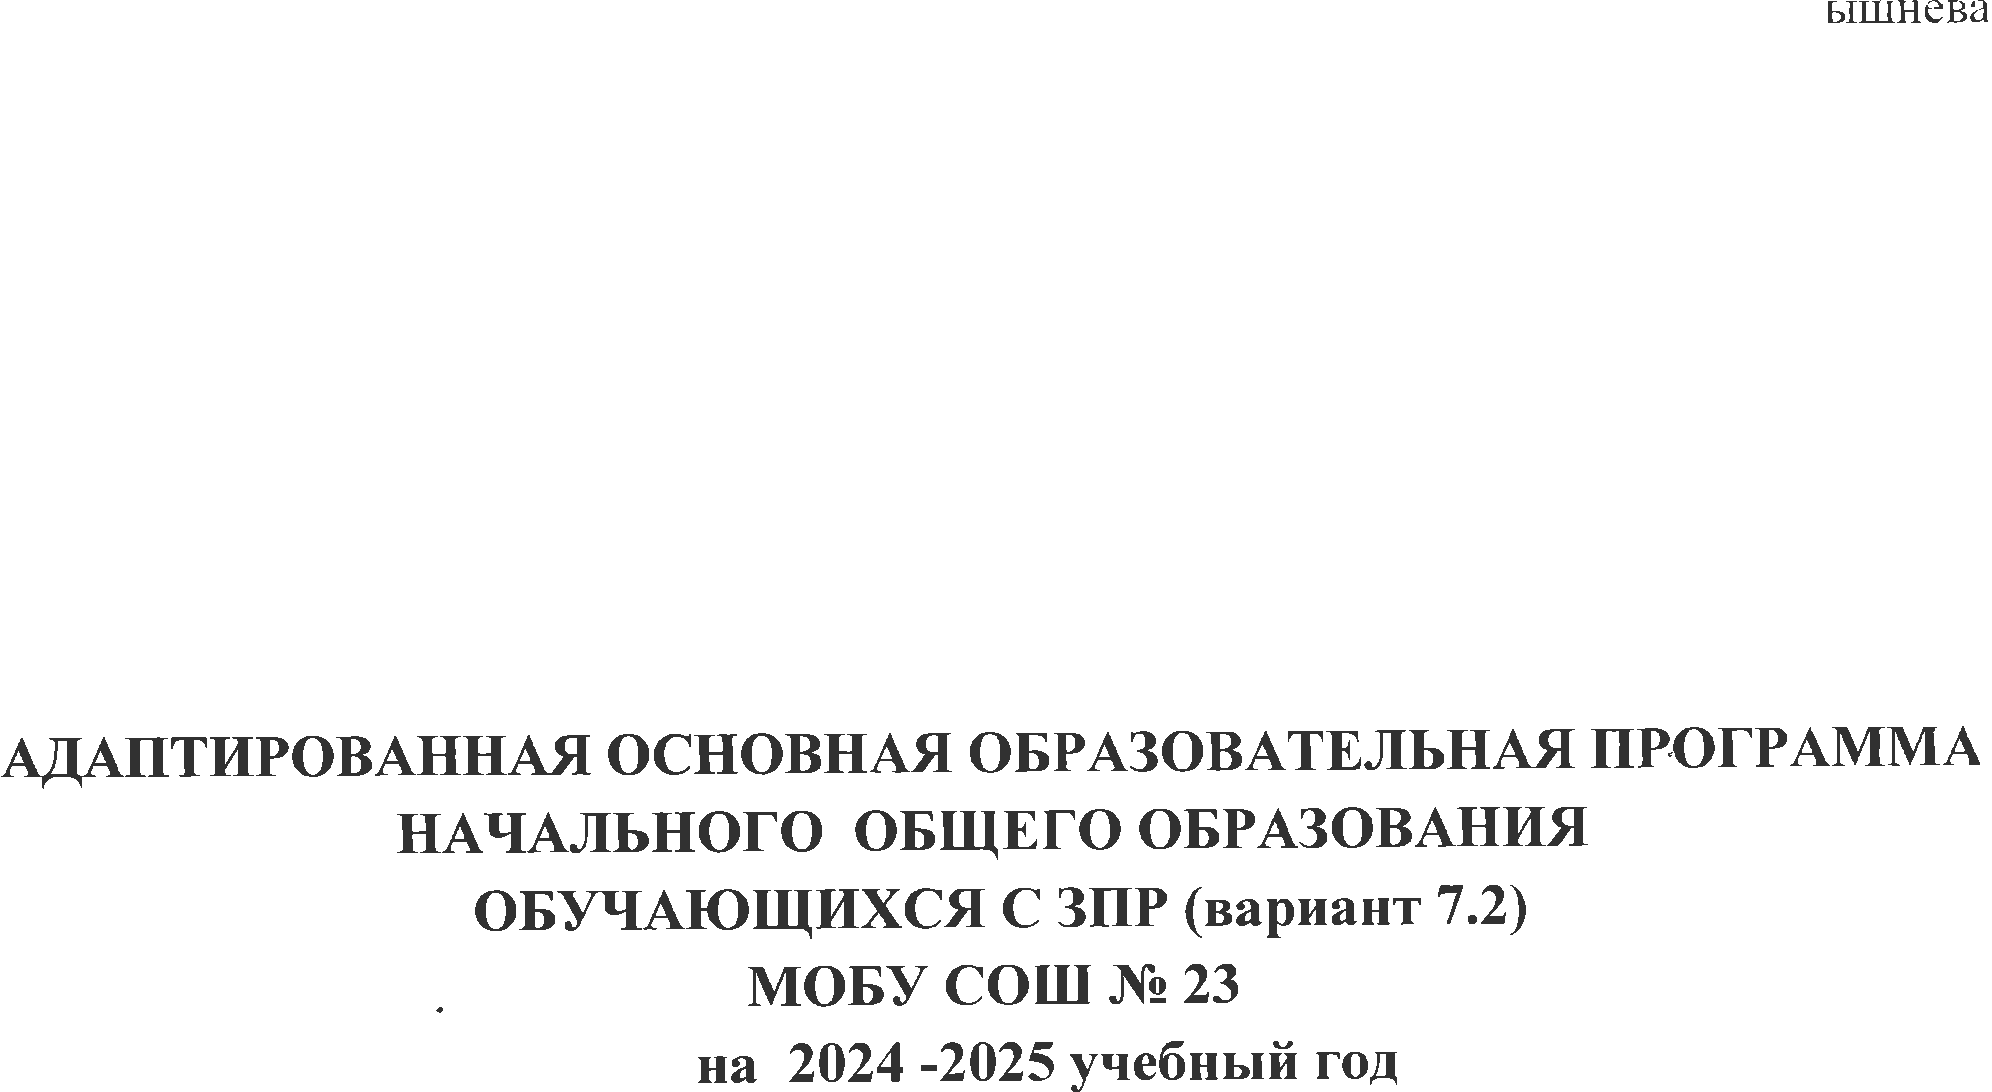 ышнева
АДАПТИРОВАННАЯ ОСНОВНАЯ ОБРАЗОВАТЕЛЬНАЯ ПРОГРАММА
НАЧАЛЬНОГО ОБЩЕГО ОБРАЗОВАНИЯ
ОБУЧАЮЩИХСЯ С ЗПР (вариант 7.2)
МОБУ СОШ № 23
на 2024 -2025 учебный год